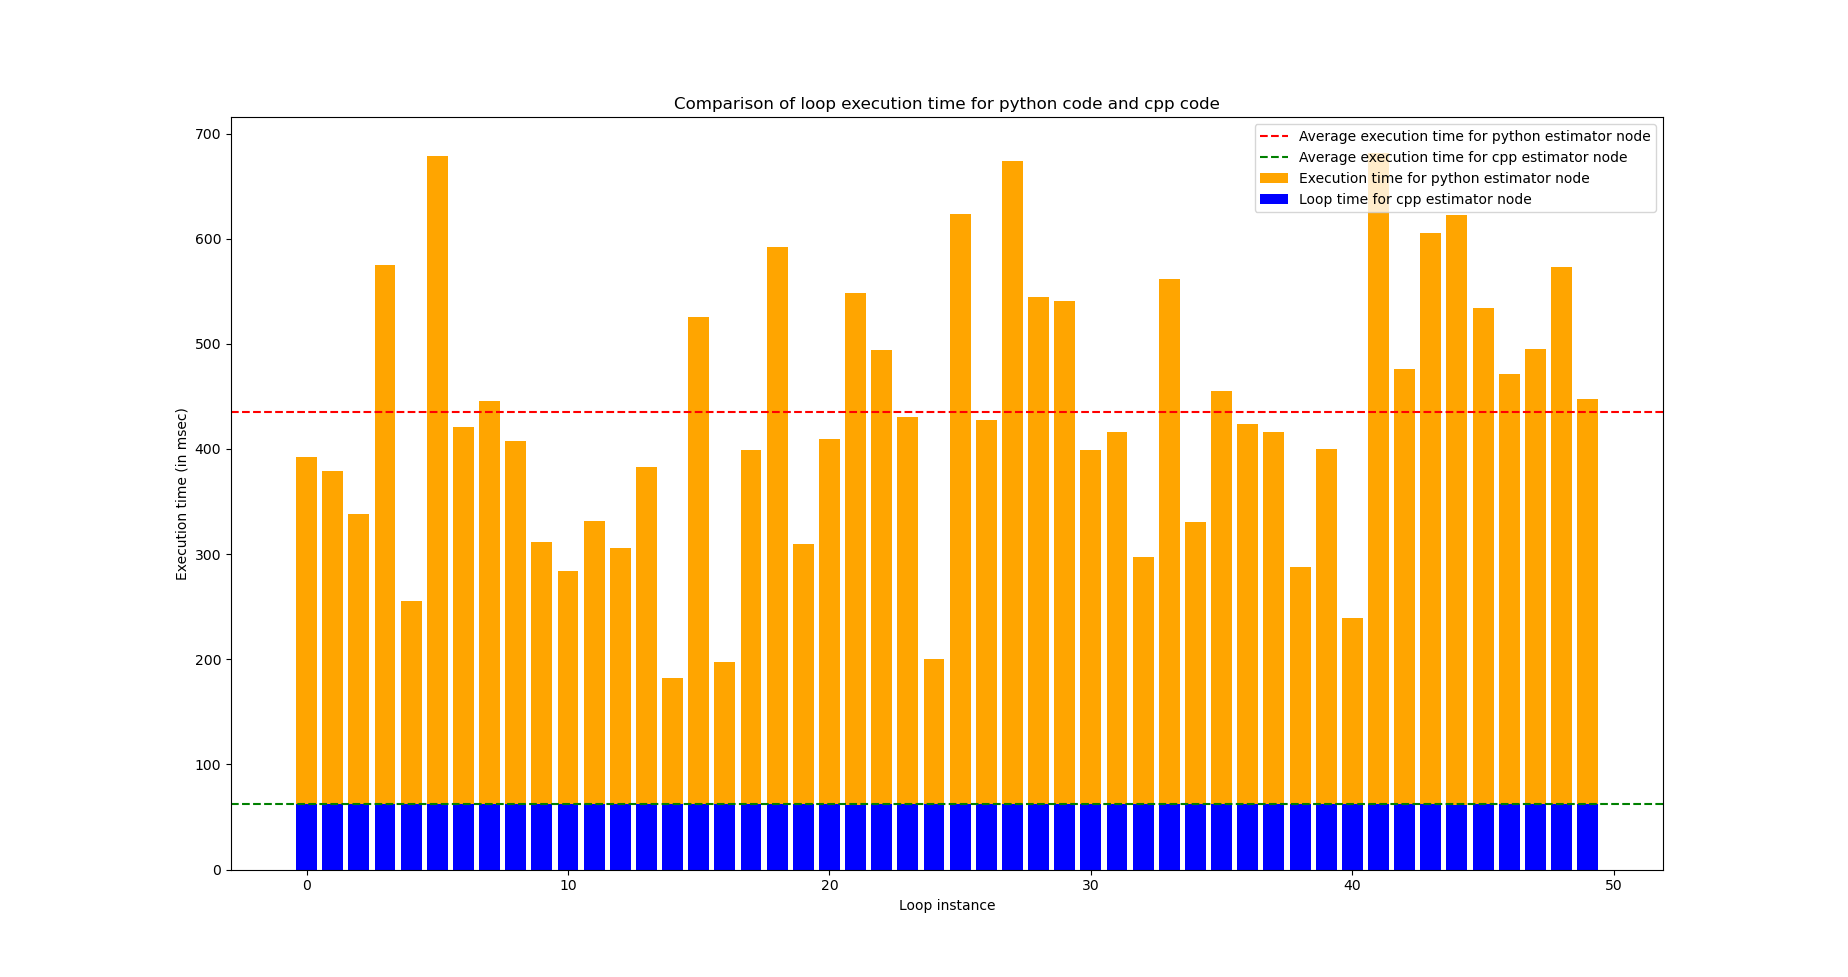 Comparison of loop execution time for python code and cpp code
Average execution time for python estimator node
Average execution time for cpp estimator node
Execution time for python estimator node
Loop time for cpp estimator node
700
600
500
400
300
200
100
0
Execution time (in msec)
0 10 20 30 40 50
Loop instance